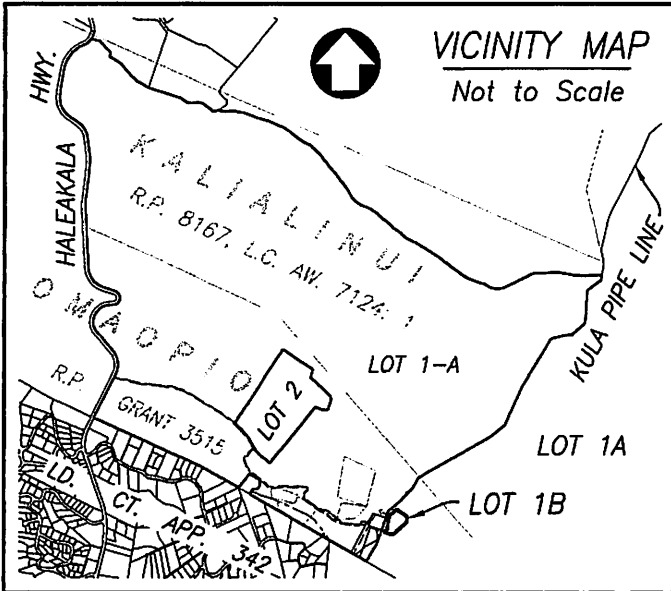 VICINITY MAP
Not to Scale
HALEAKALA HWY.
KALIALINUI
R.P. 8167, L.C. AW. 7124: 1
KULA PIPE LINE
OMAOPIO
LOT 1-A
R.P. GRANT 3515
LOT 2
LOT 1A
LOT 1B
LD. CT. APP. 342